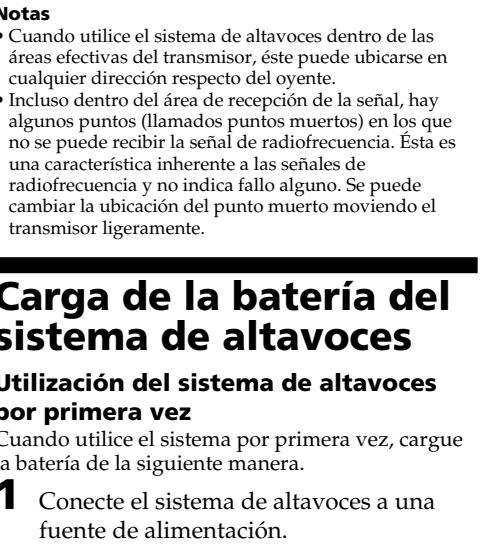 Notas
• Cuando utilice el sistema de altavoces dentro de las
áreas efectivas del transmisor, éste puede ubicarse en
cualquier dirección respecto del oyente.
• Incluso dentro del área de recepción de la señal, hay
algunos puntos (llamados puntos muertos) en los que
no se puede recibir la señal de radiofrecuencia. Ésta es
una característica inherente a las señales de
radiofrecuencia y no indica fallo alguno. Se puede
cambiar la ubicación del punto muerto moviendo el
transmisor ligeramente.
Carga de la batería del
sistema de altavoces
Utilización del sistema de altavoces
por primera vez
Cuando utilice el sistema por primera vez, cargue
la batería de la siguiente manera.
1 Conecte el sistema de altavoces a una
fuente de alimentación.